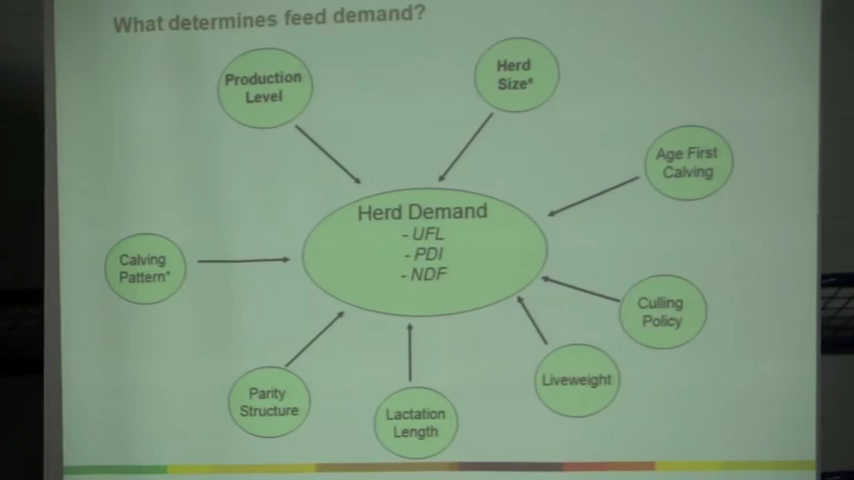 What determines feed demand?
Production
Level
Herd
Size*
Age First
Calving
Herd Demand
- UFL
- PDI
- NDF
Calving
Pattern*
Culling
Policy
Liveweight
Parity
Structure
Lactation
Length